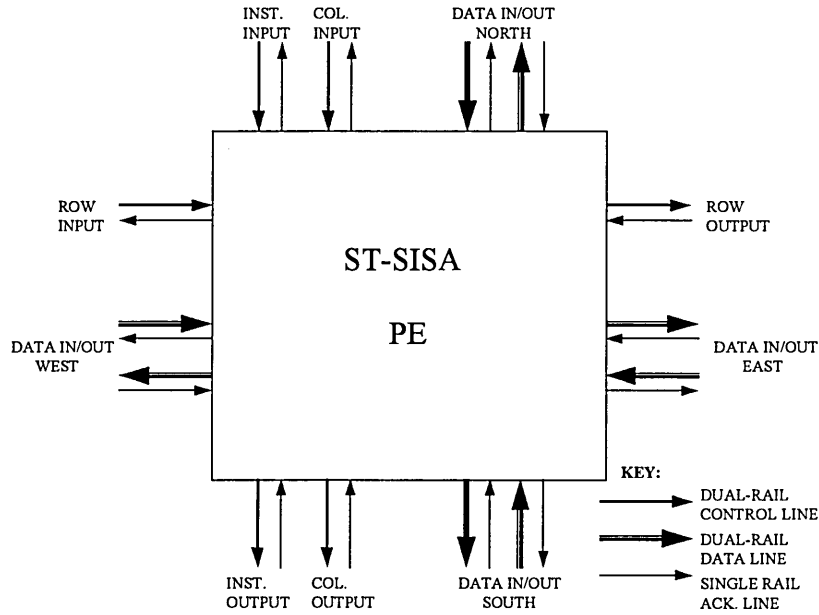 INST.
INPUT
COL.
INPUT
DATA IN/OUT
NORTH
ROW
INPUT
ROW
OUTPUT
ST-SISA
PE
DATA IN/OUT
WEST
DATA IN/OUT
EAST
KEY:
DUAL-RAIL
CONTROL LINE
DUAL-RAIL
DATA LINE
SINGLE RAIL
ACK. LINE
INST.
OUTPUT
COL.
OUTPUT
DATA IN/OUT
SOUTH